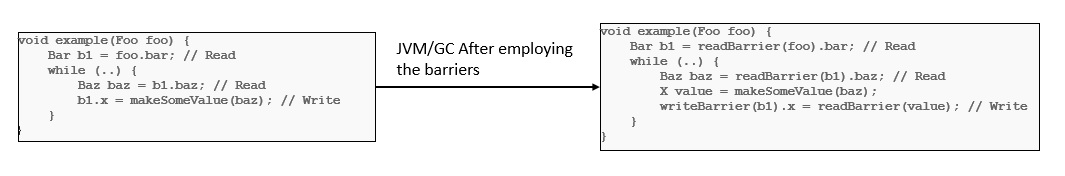 void example(Foo foo) {
    Bar b1 = foo.bar; // Read
    while (..) {
        Baz baz = b1.baz; // Read
        b1.x = makeSomeValue(baz); // Write
    }
}
JVM/GC After employing
the barriers
void example(Foo foo) {
    Bar b1 = readBarrier(foo).bar; // Read
    while (..) {
        Baz baz = readBarrier(b1).baz; // Read
        X value = makeSomeValue(baz);
        writeBarrier(b1).x = readBarrier(value); // Write
    }
}